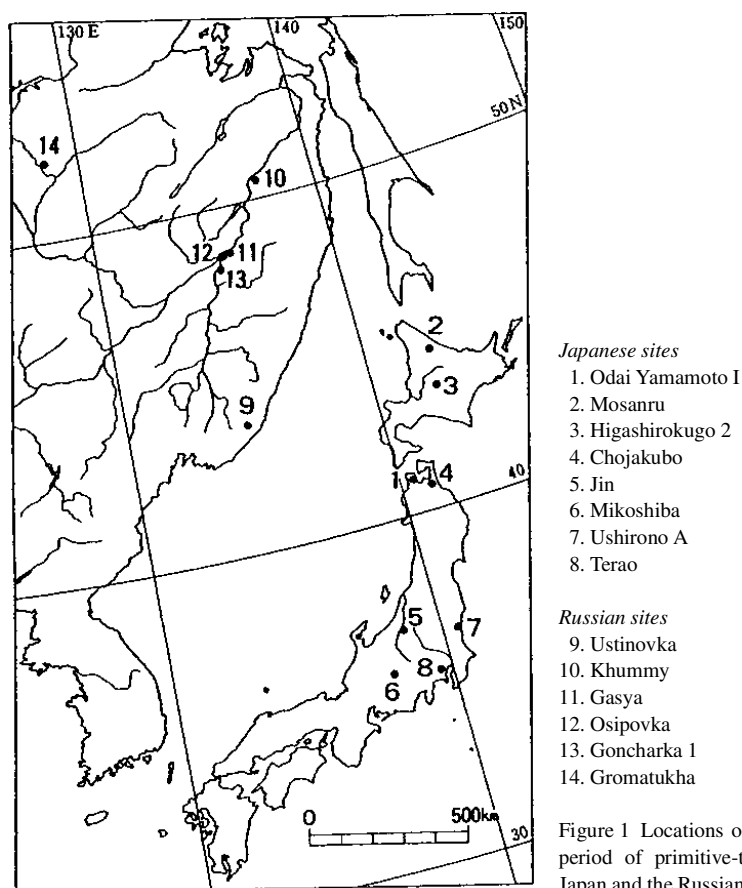 130 E
140
150
50 N
14
10
12
11
13
2
3
9
1
4
40
5
7
8
6
0
500km
30
Japanese sites
1. Odai Yamamoto I
2. Mosanru
3. Higashirokugo 2
4. Chojakubo
5. Jin
6. Mikoshiba
7. Ushirono A
8. Terao
Russian sites
9. Ustinovka
10. Khummy
11. Gasya
12. Osipovka
13. Goncharka 1
14. Gromatukha
Figure 1 Locations o
period of primitive-t
Japan and the Russian